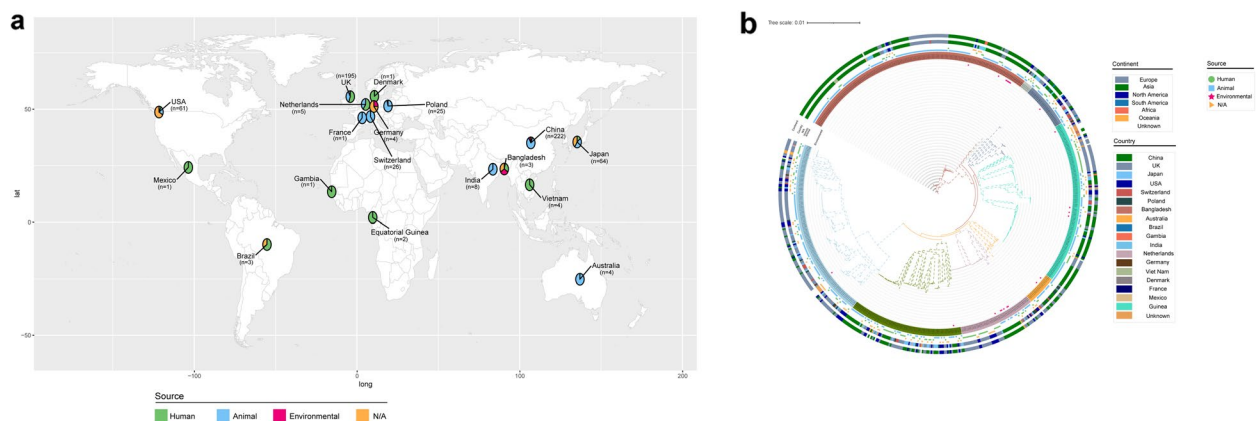 a
(n=195)
UK
(n=1)
Denmark
USA
(n=61)
Netherlands
(n=5)
Poland
(n=25)
France
(n=1)
Germany
(n=4)
Switzerland
(n=26)
China
(n=222)
Bangladesh
(n=3)
Japan
(n=64)
India
(n=8)
Mexico
(n=1)
Gambia
(n=1)
Vietnam
(n=4)
Equatorial Guinea
(n=2)
Brazil
(n=3)
Australia
(n=4)
lat
50
0
−50
−100
0
100
200
long
Source
Human
Animal
Environmental
N/A
b
Tree scale: 0.01
Continent
Europe
Asia
North America
South America
Africa
Oceania
Unknown
Source
Human
Animal
Environmental
N/A
Country
China
UK
Japan
USA
Switzerland
Poland
Bangladesh
Australia
Brazil
Gambia
India
Netherlands
Germany
Viet Nam
Denmark
France
Mexico
Guinea
Unknown